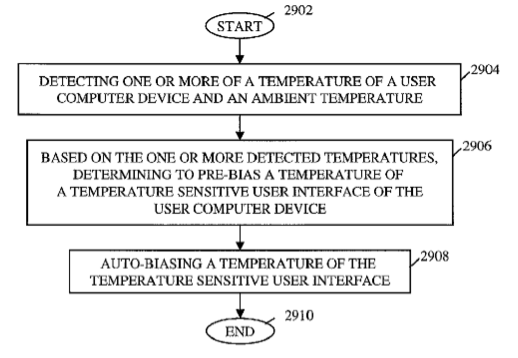 START
2902
DETECTING ONE OR MORE OF A TEMPERATURE OF A USER
COMPUTER DEVICE AND AN AMBIENT TEMPERATURE
2904
BASED ON THE ONE OR MORE DETECTED TEMPERATURES,
DETERMINING TO PRE-BIAS A TEMPERATURE OF
A TEMPERATURE SENSITIVE USER INTERFACE OF THE
USER COMPUTER DEVICE
2906
AUTO-BIASING A TEMPERATURE OF THE
TEMPERATURE SENSITIVE USER INTERFACE
2908
END
2910